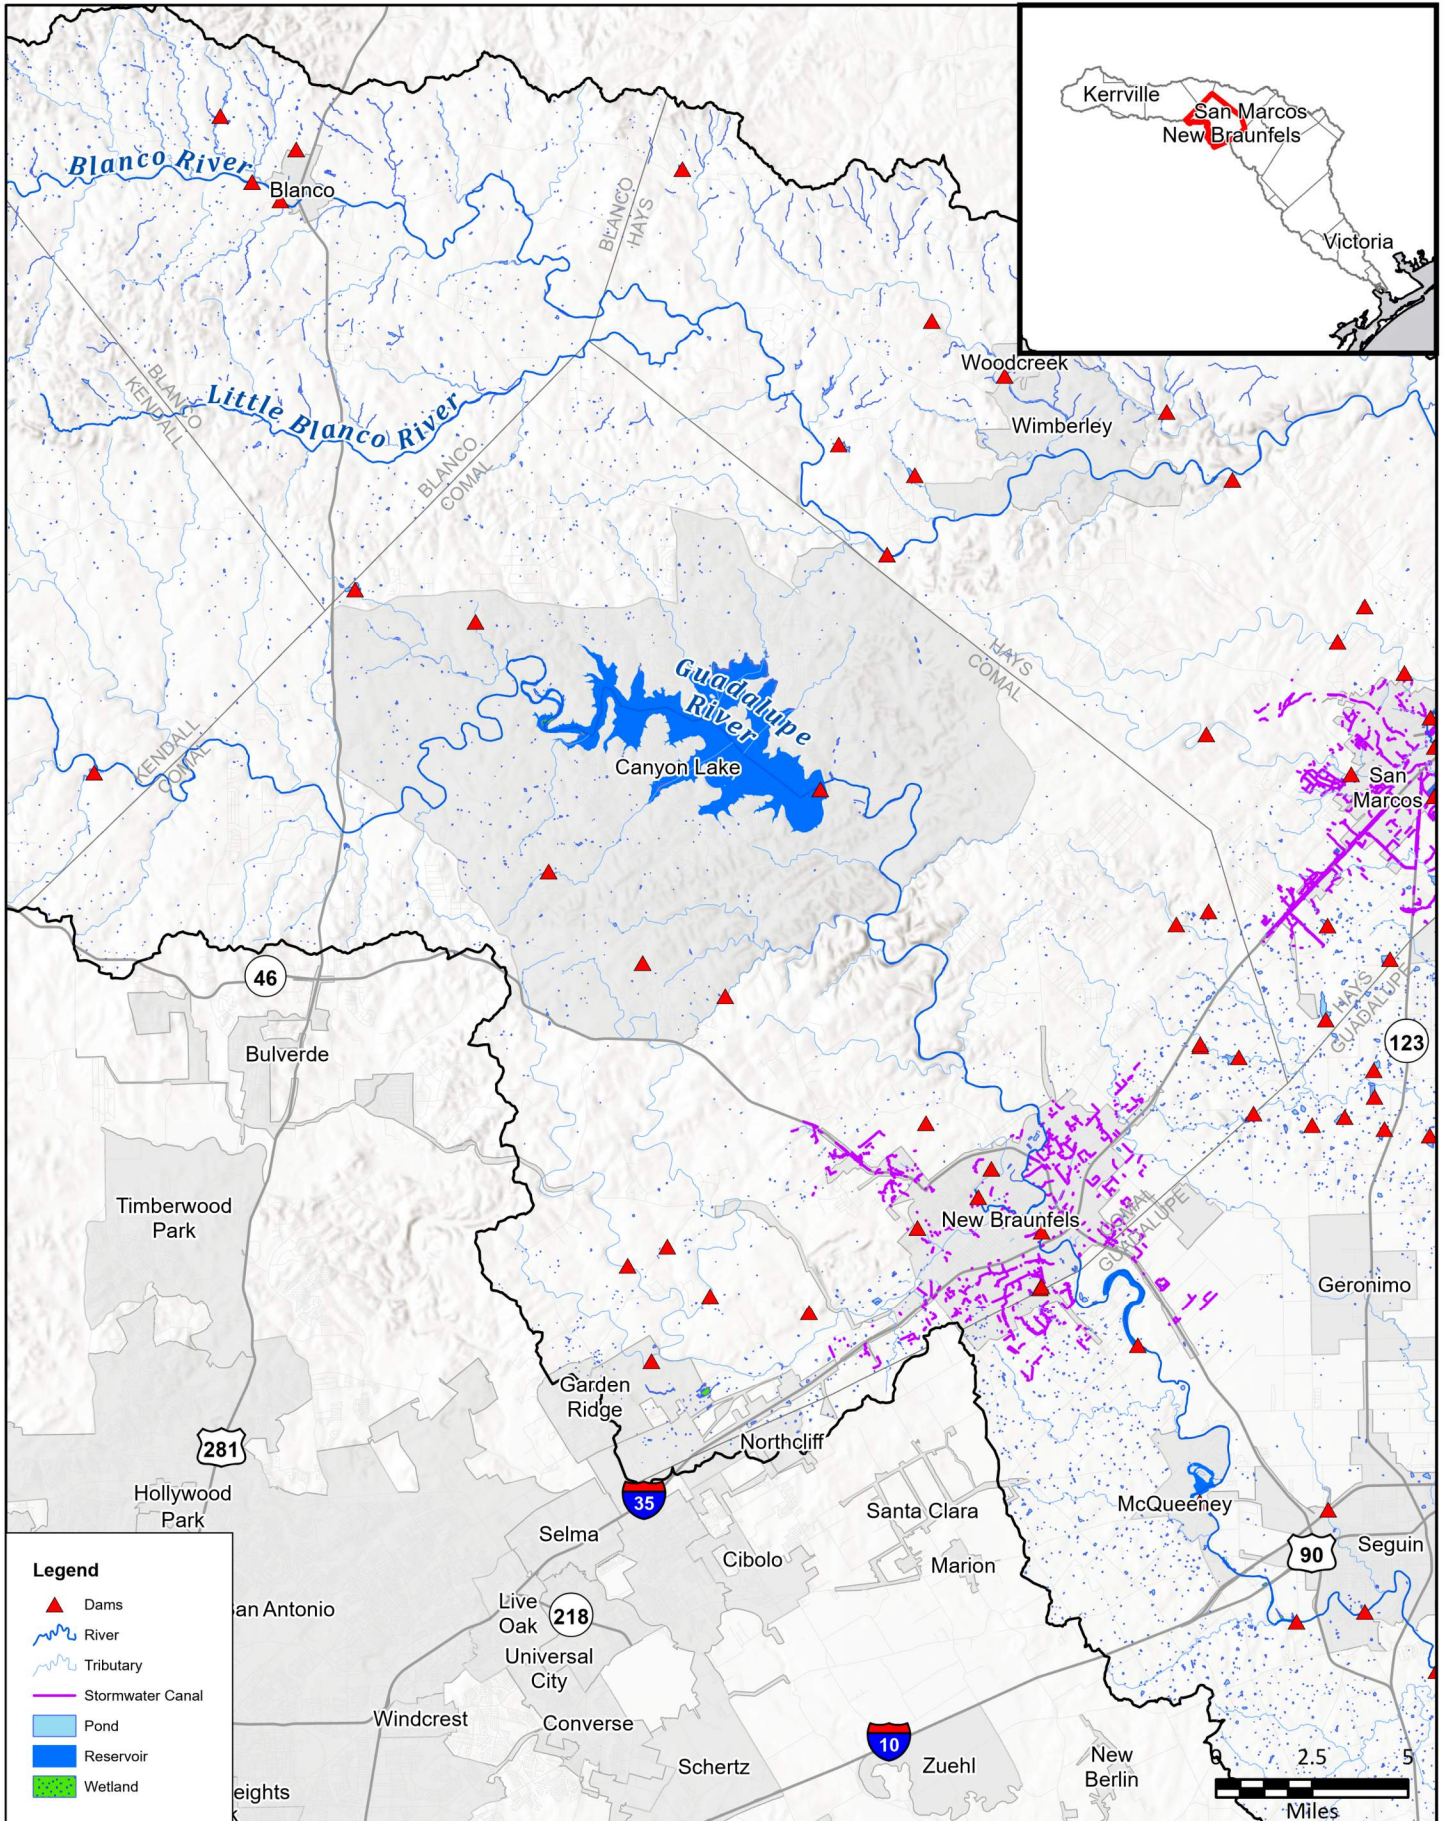 Kerrville
San Marcos
New Braunfels
Victoria
Blanco River
Blanco
BLANCO
HAYS
Woodcreek
Wimberley
BLANCO
KENDALL
Little Blanco River
BLANCO
COMAL
HAYS
COMAL
Guadalupe
River
Canyon Lake
KENDALL
COMAL
San
Marcos
46
HAYS
GUADALUPE
123
Bulverde
Timberwood
Park
New Braunfels
COMAL
GUADALUPE
Geronimo
Garden
Ridge
Northcliff
281
35
Hollywood
Park
McQueeney
Santa Clara
Selma
Cibolo
Marion
90
Seguin
Live
Oak
218
Universal
City
an Antonio
Windcrest
Converse
10
Schertz
Zuehl
New
Berlin
eights
Legend
Dams
River
Tributary
Stormwater Canal
Pond
Reservoir
Wetland
0 2.5 5
Miles